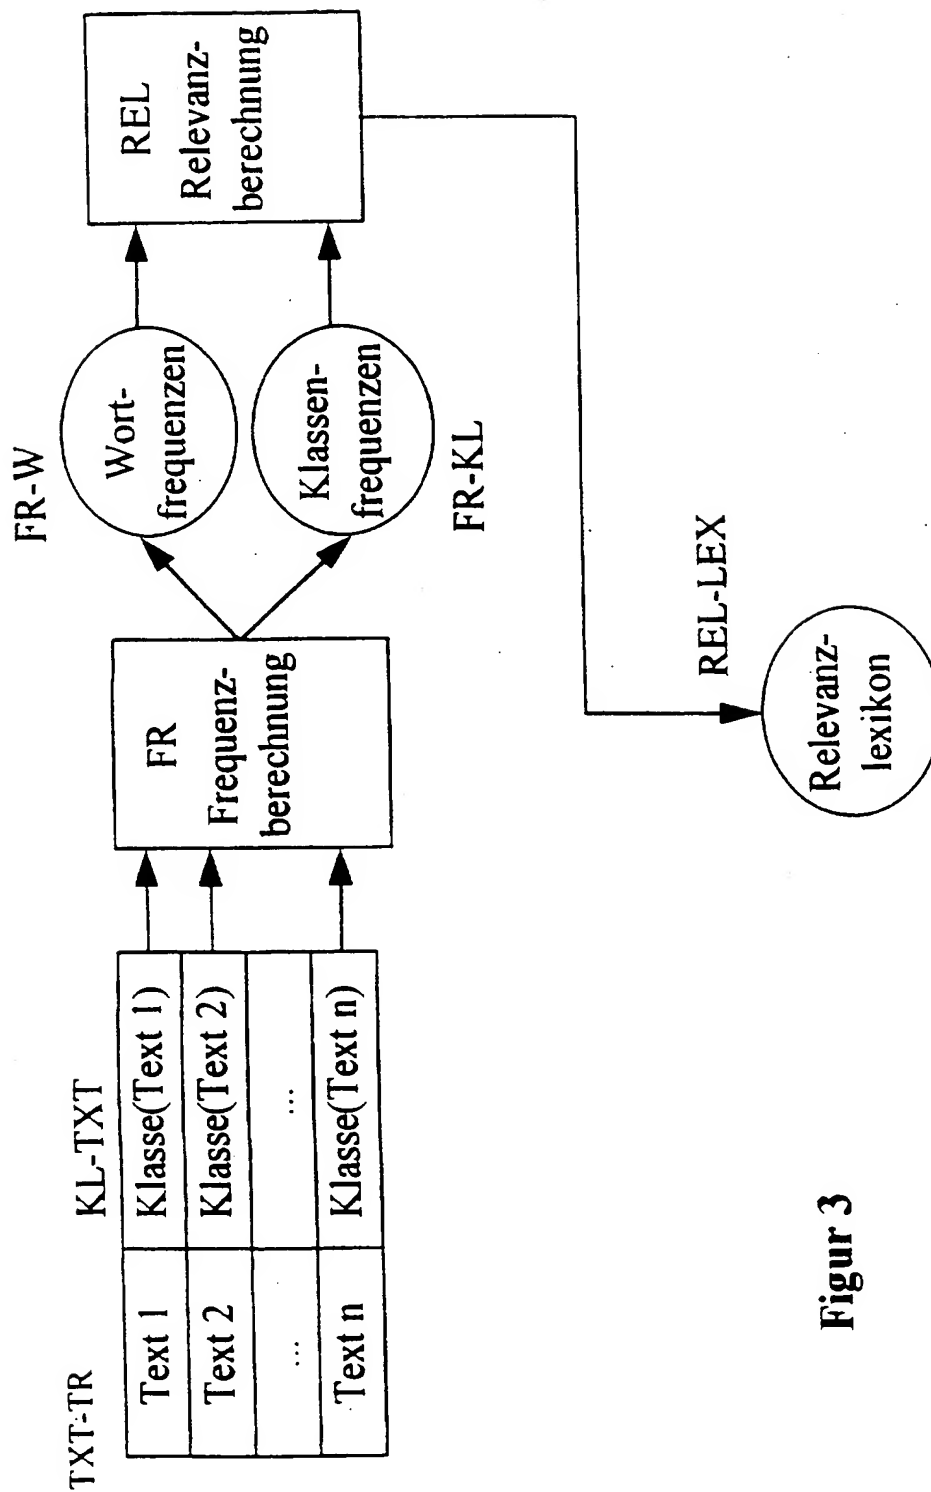 TXT-TR
KL-TXT
Text 1
Klasse(Text 1)
Text 2
Klasse(Text 2)
...
...
Text n
Klasse(Text n)
FR
Frequenz-
berechnung
FR-W
Wort-
frequenzen
Klassen-
frequenzen
FR-KL
REL
Relevanz-
berechnung
REL-LEX
Relevanz-
lexikon
Figur 3